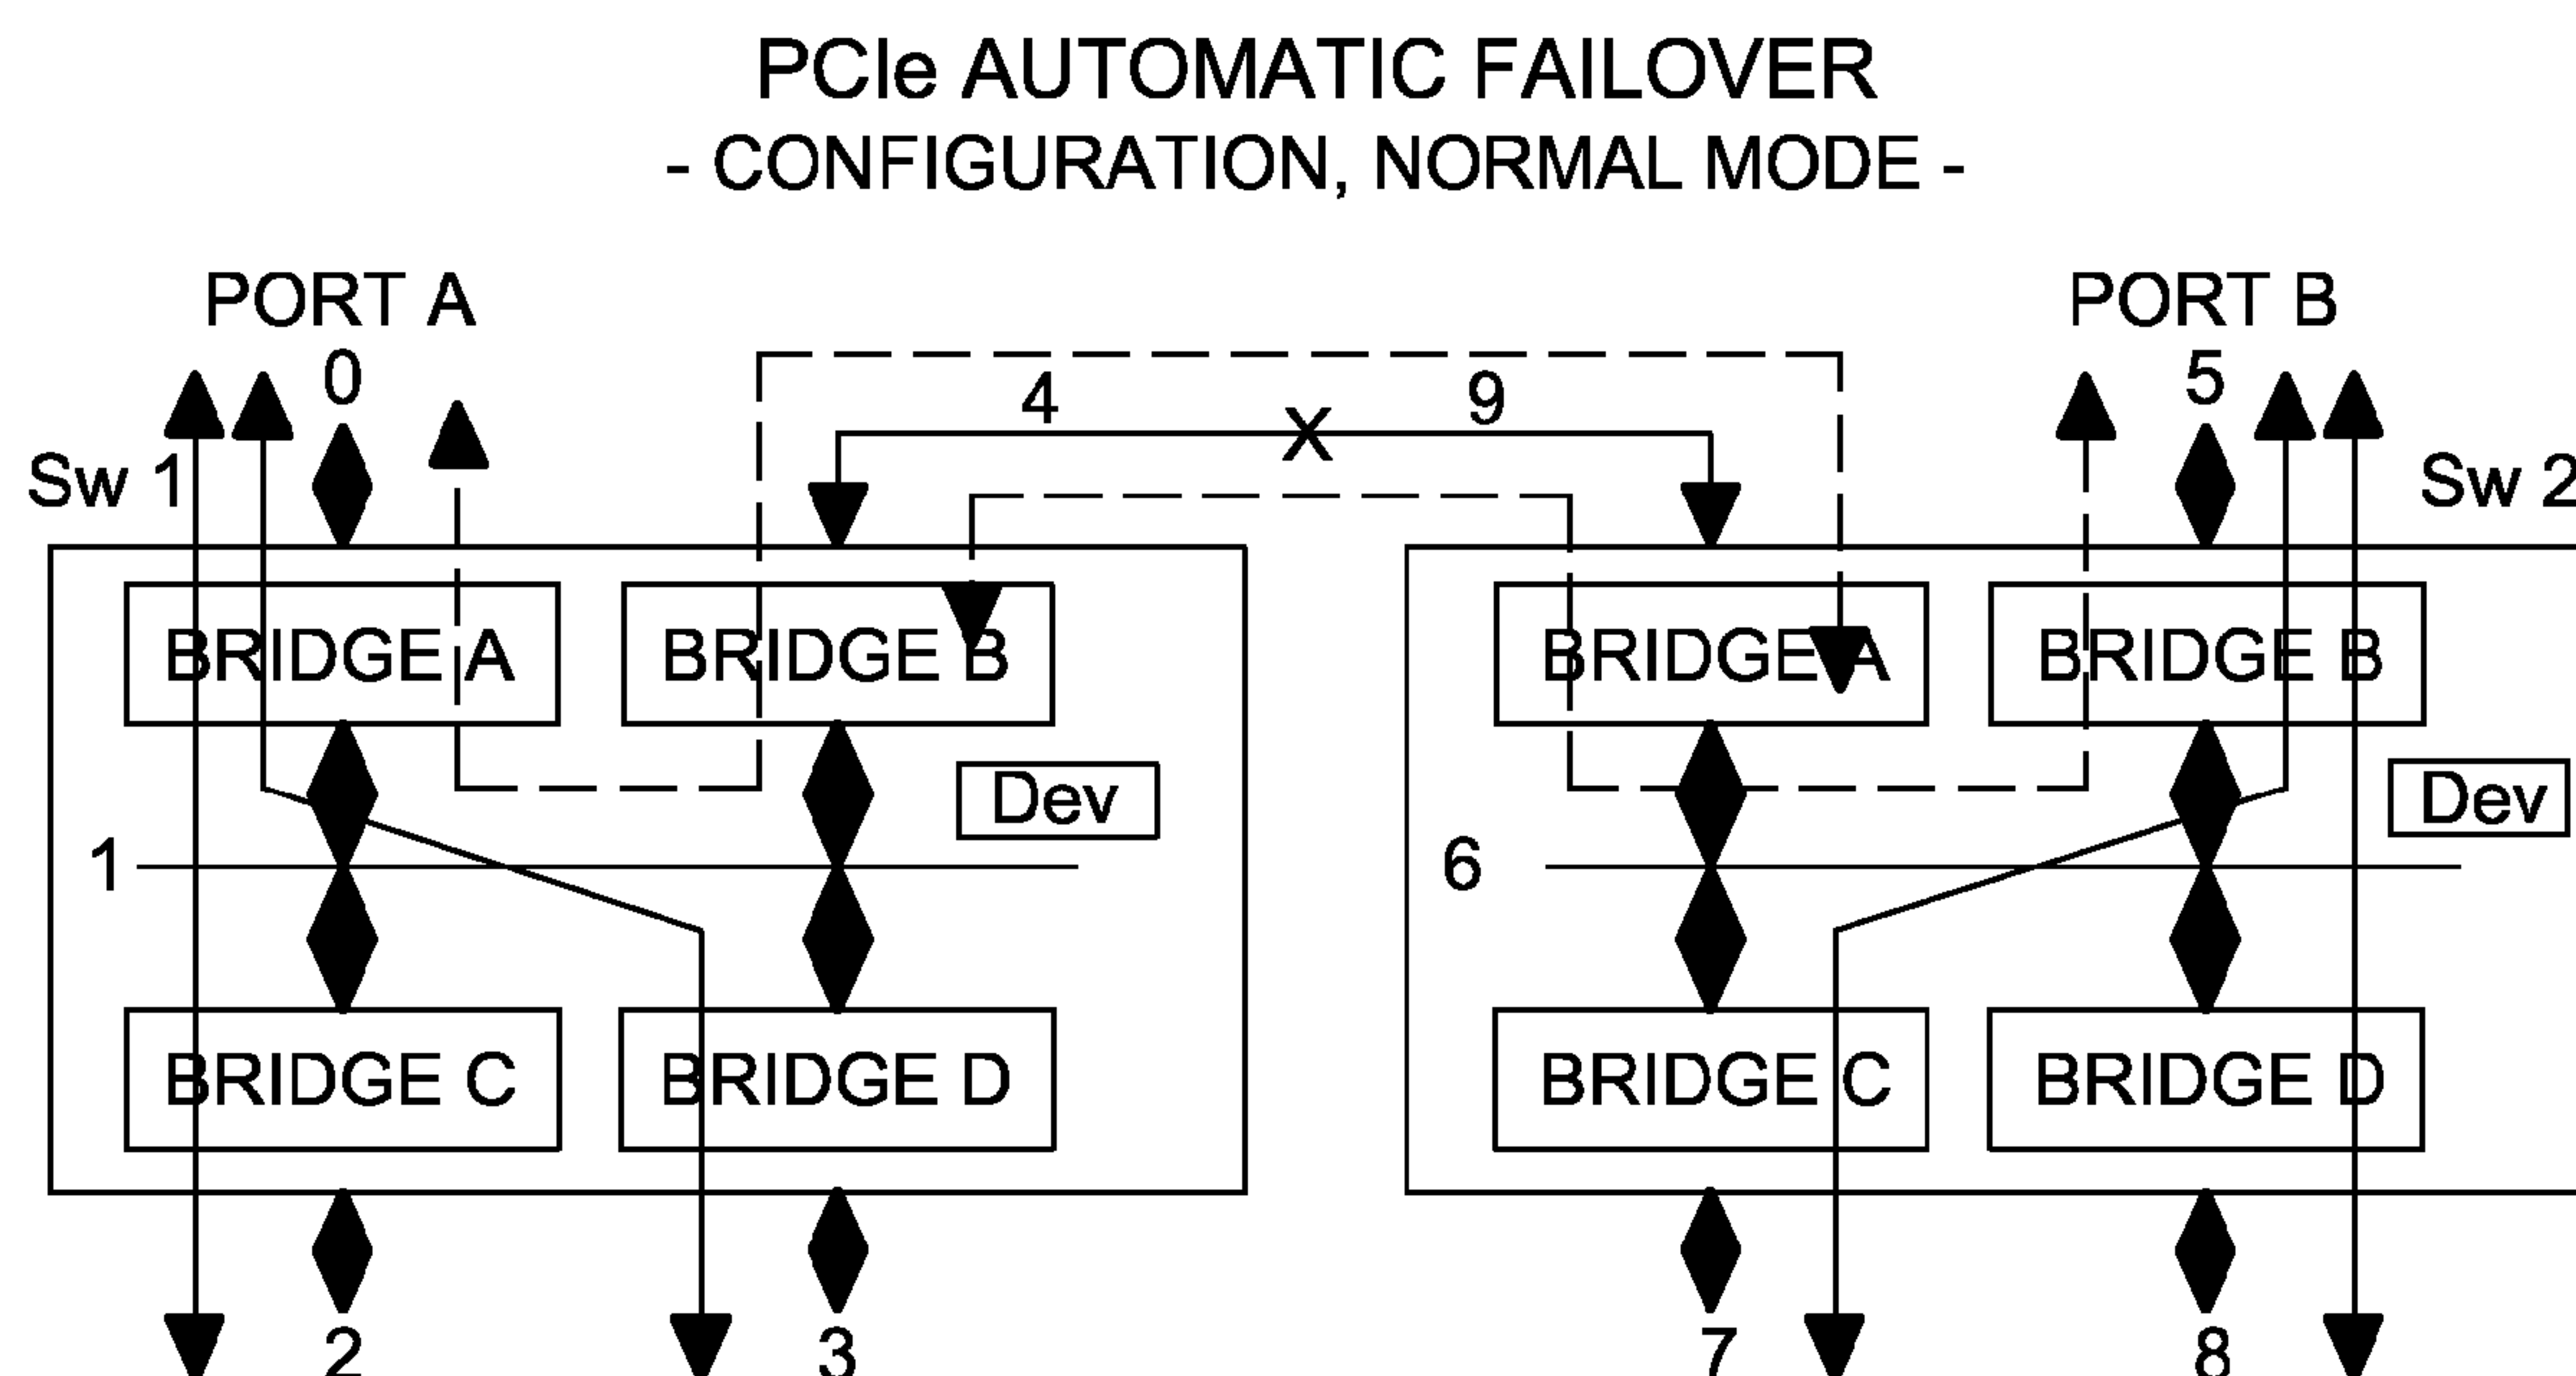 PCIe AUTOMATIC FAILOVER
- CONFIGURATION, NORMAL MODE -
PORT A
PORT B
0
4
9
5
X
Sw 1
Sw 2
BRIDGE A
BRIDGE B
BRIDGE A
BRIDGE B
Dev
Dev
1
6
BRIDGE C
BRIDGE D
BRIDGE C
BRIDGE D
2
3
7
8